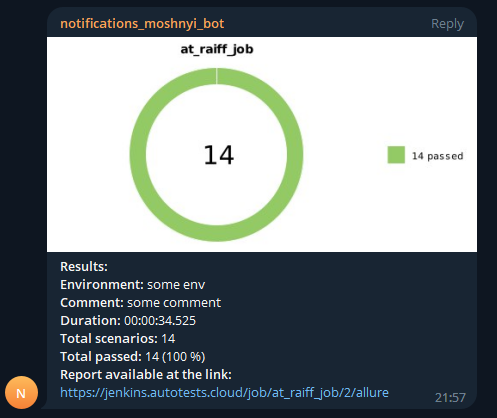 notifications_moshnyi_bot Reply
at_raiff_job
14
14 passed
Results:
Environment: some env
Comment: some comment
Duration: 00:00:34.525
Total scenarios: 14
Total passed: 14 (100 %)
Report available at the link:
https://jenkins.autotests.cloud/job/at_raiff_job/2/allure
N
21:57